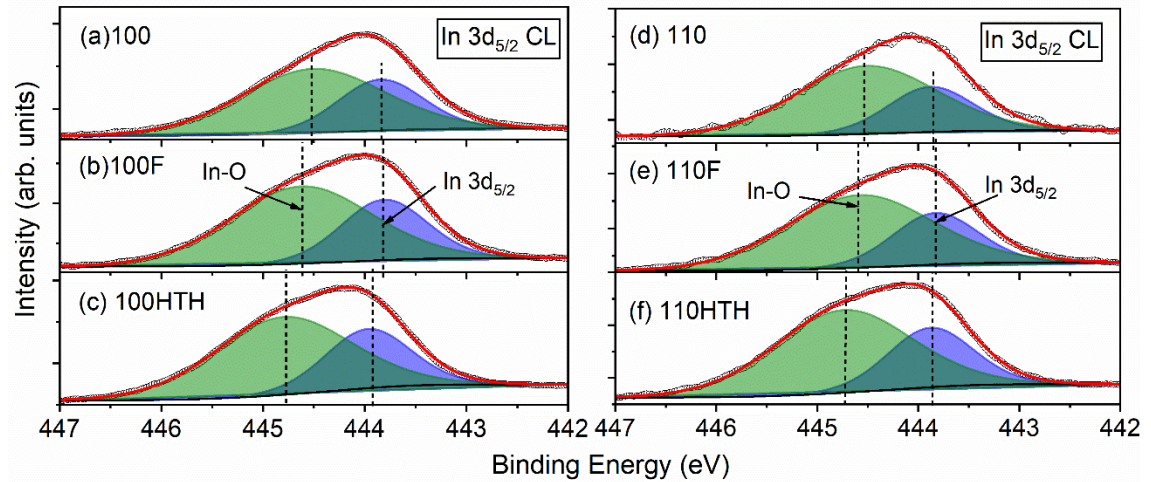 Intensity (arb. units)
(a)100
In 3d5/2 CL
(b)100F
In-O
In 3d5/2
(c) 100HTH
447 446 445 444 443 442
(d) 110
In 3d5/2 CL
(e) 110F
In-O
In 3d5/2
(f) 110HTH
447 446 445 444 443 442
Binding Energy (eV)